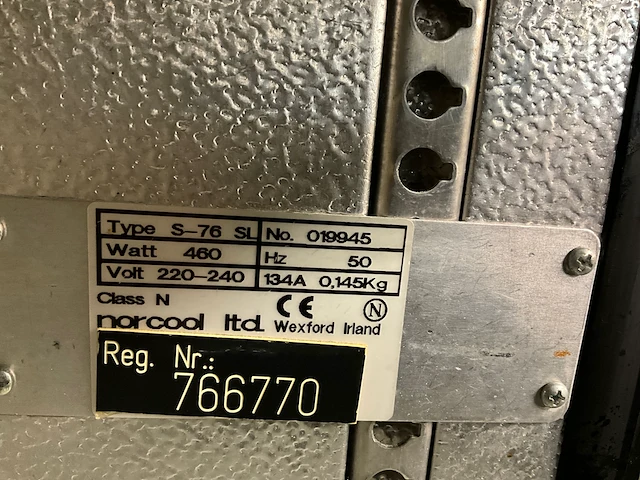 Type S-76 SL No. 019945
Watt 460 Hz 50
Volt 220-240 134A 0,145Kg
Class N CE N
norcool ltd. Wexford Irland
Reg. Nr.:
766770